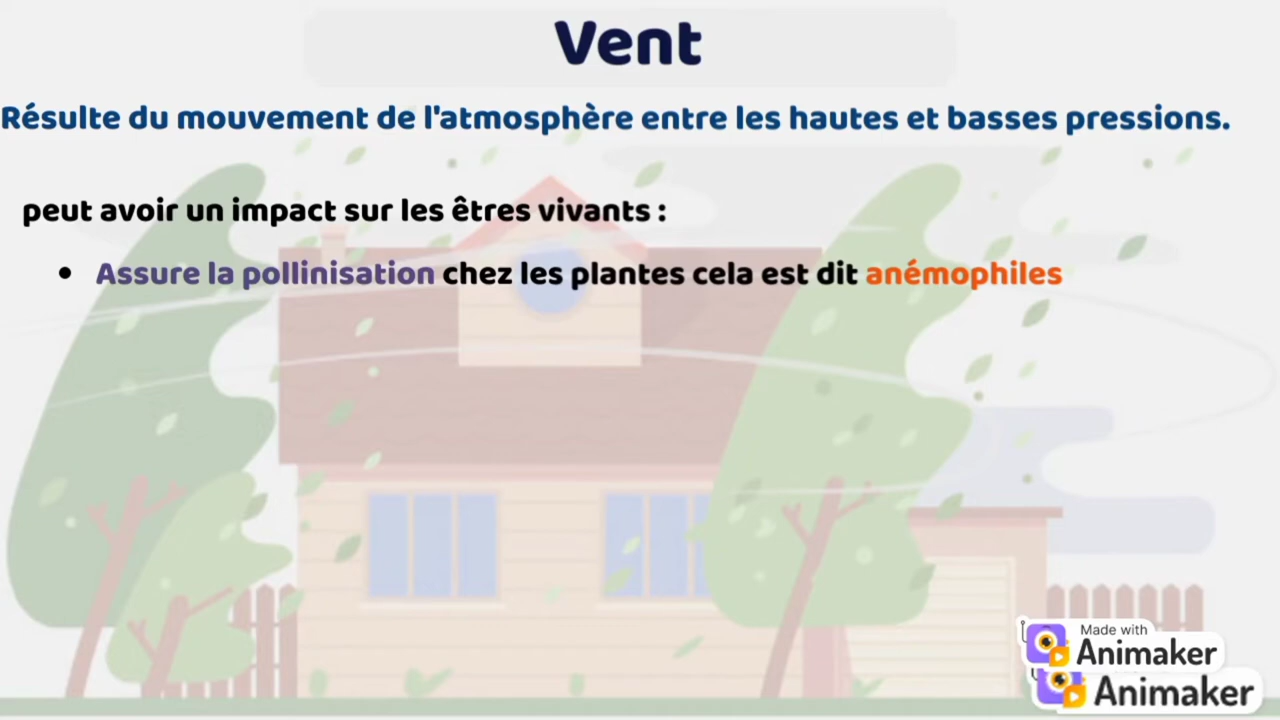 Vent
Résulte du mouvement de l'atmosphère entre les hautes et basses pressions.
peut avoir un impact sur les êtres vivants :
• Assure la pollinisation chez les plantes cela est dit anémophiles
Made with
Animaker
Animaker